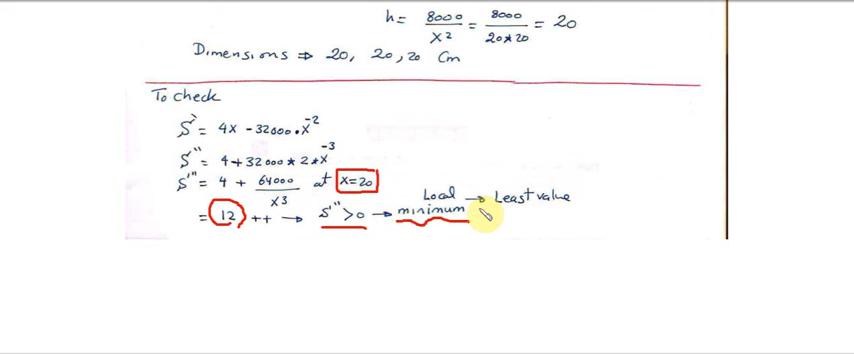 h = 8000/x² = 8000/20*20 = 20
Dimensions ⇒ 20, 20, 20 Cm
To check
S` = 4x - 32000 . x⁻²
S`` = 4 + 32000 * 2 * x⁻³
S`` = 4 + 64000/x³ at x=20
= 12 ++ → S`` > 0 → Local minimum → Least value